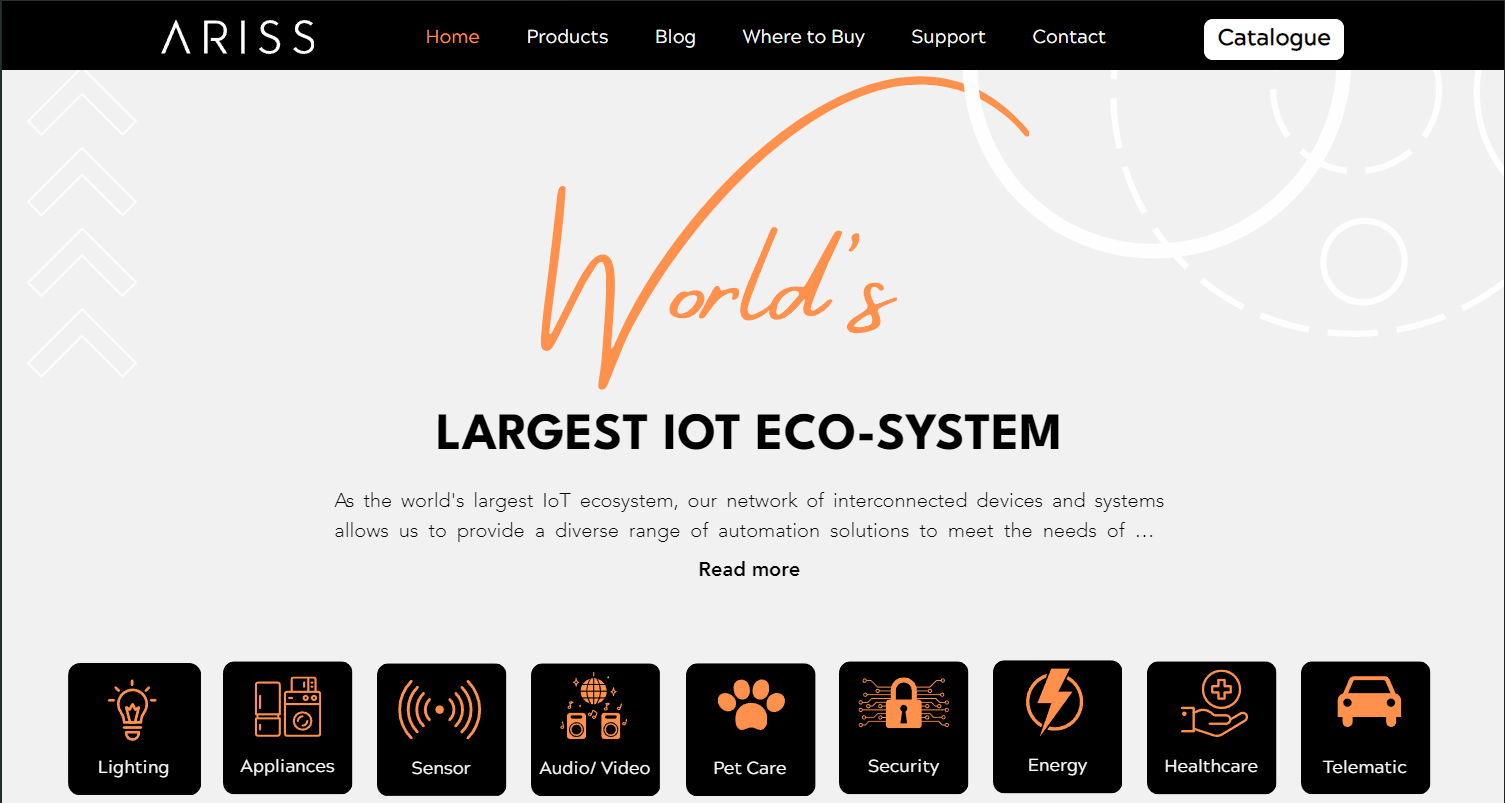 ARISS
Home Products Blog Where to Buy Support Contact Catalogue
World's
LARGEST IOT ECO-SYSTEM
As the world's largest IoT ecosystem, our network of interconnected devices and systems
allows us to provide a diverse range of automation solutions to meet the needs of ...
Read more
Lighting Appliances Sensor Audio/ Video Pet Care Security Energy Healthcare Telematic